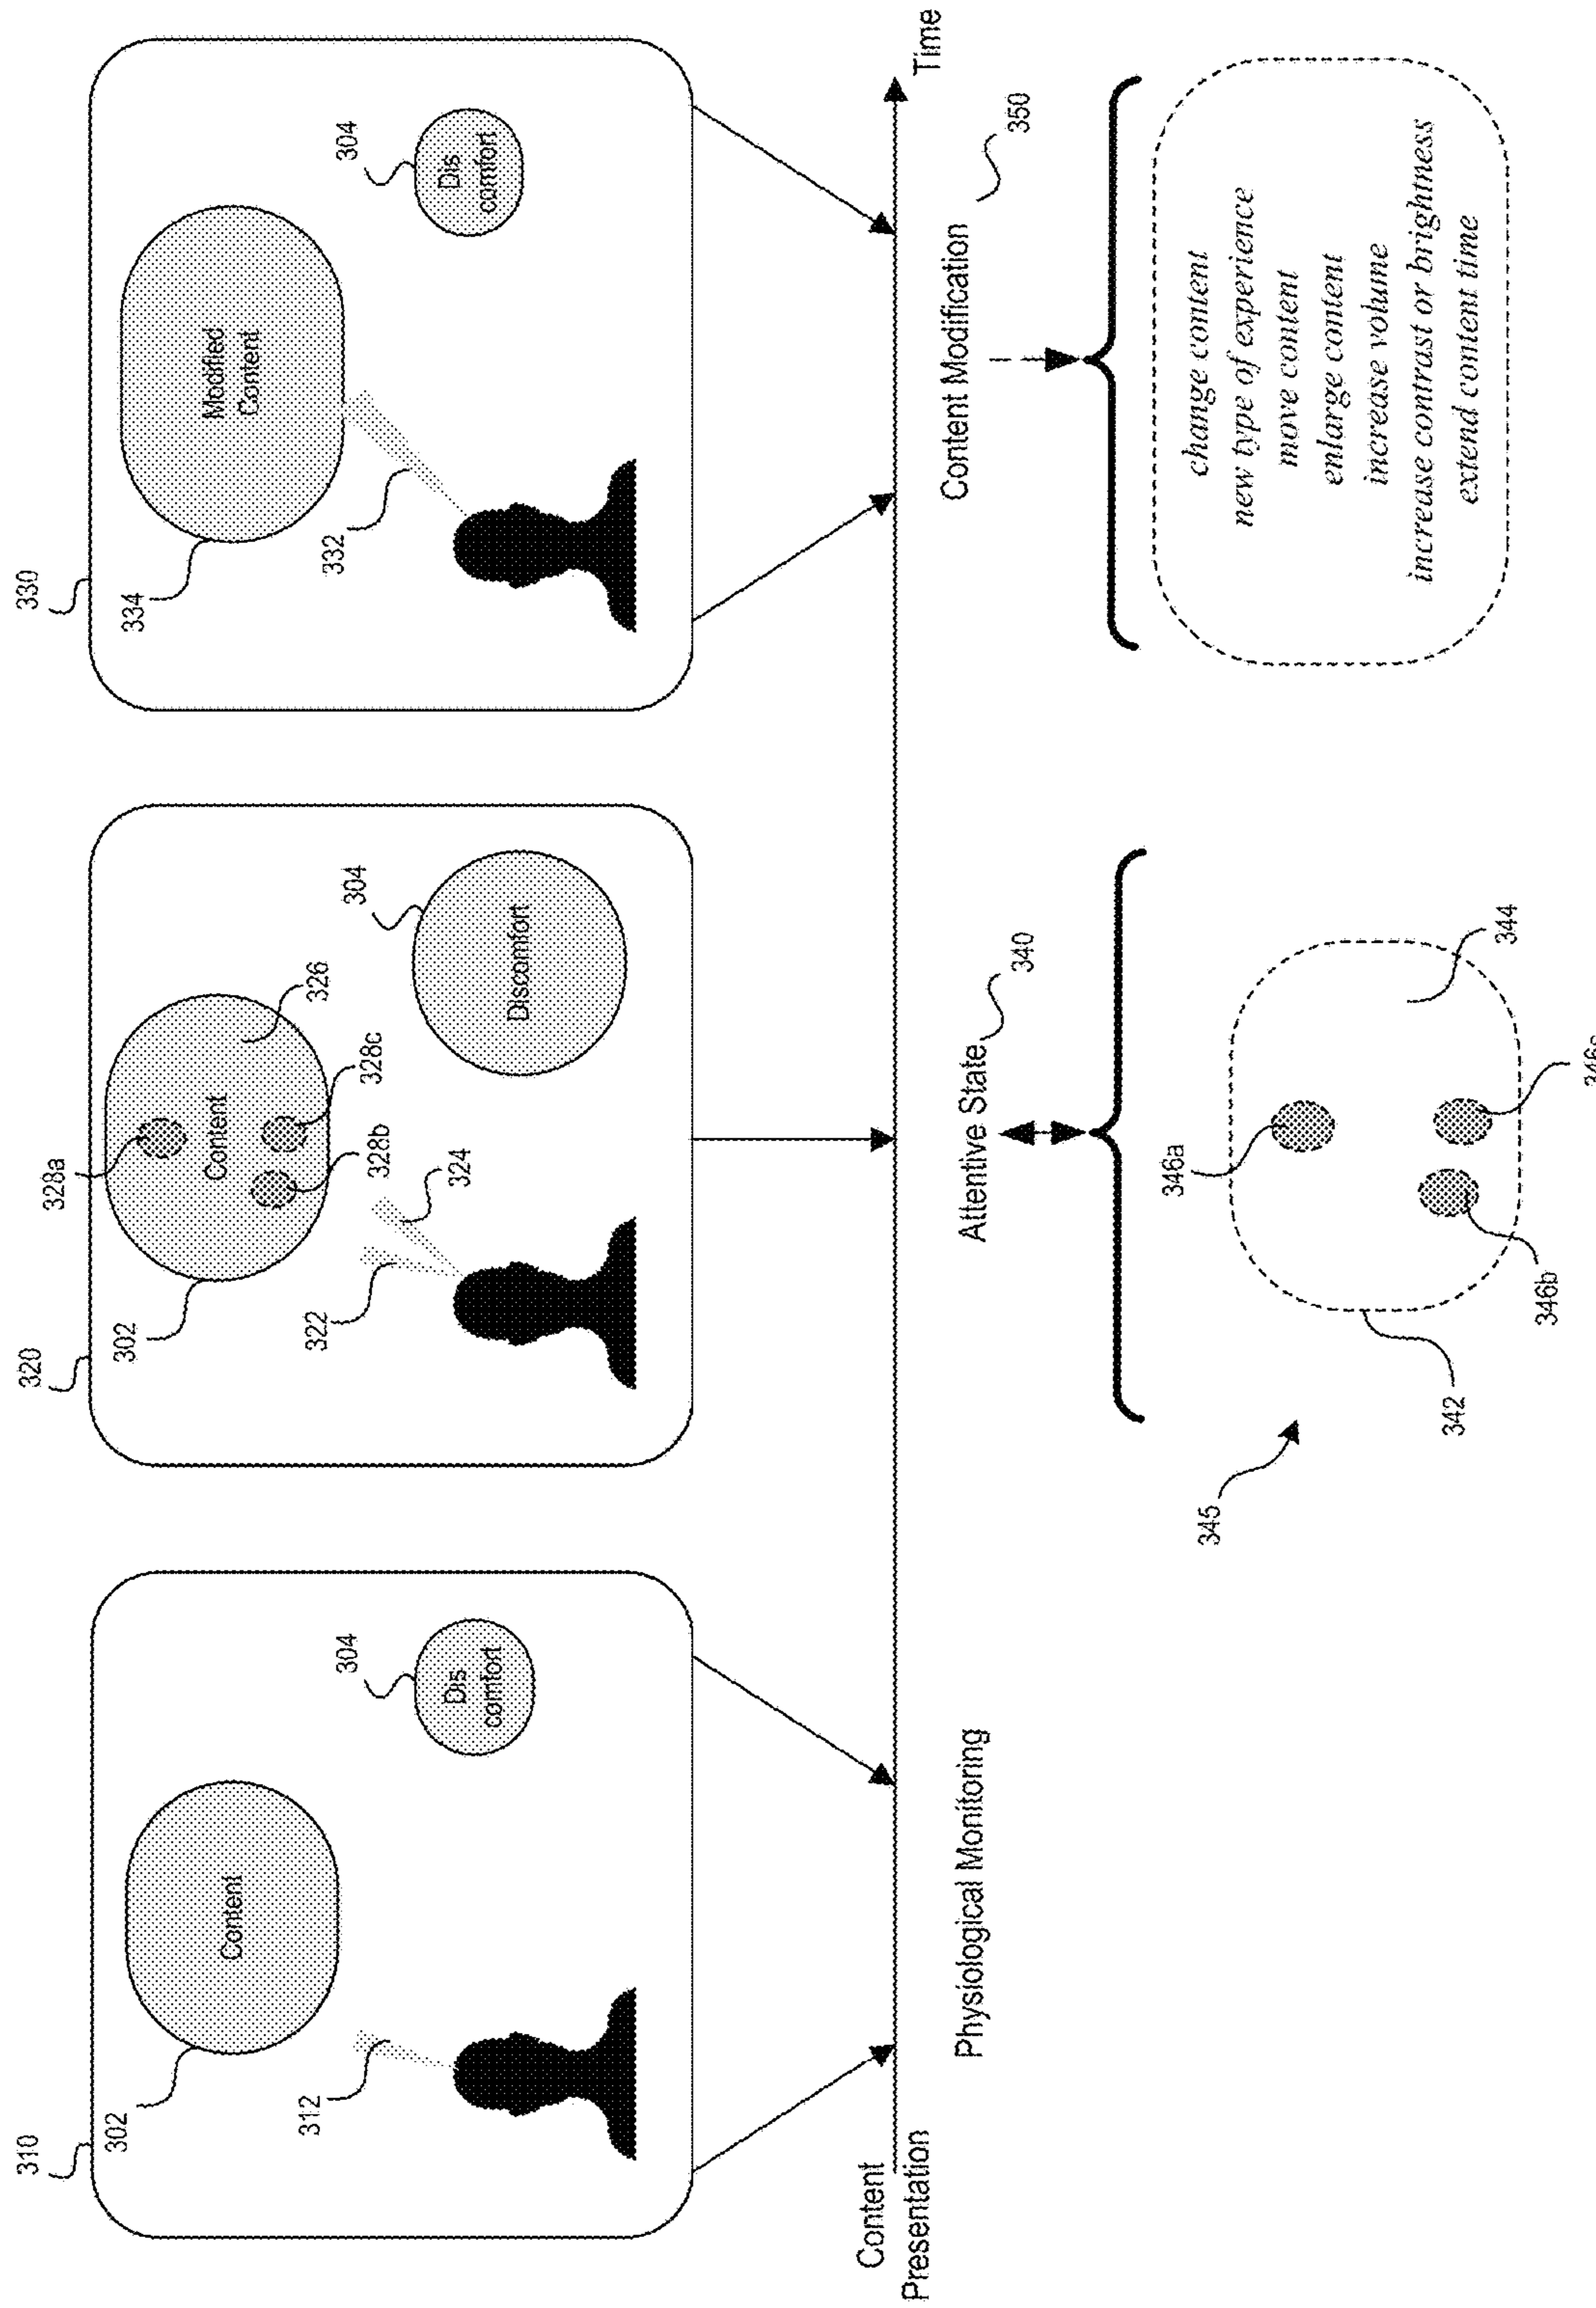 310
302
Content
312
304
Dis
comfort
320
302
328a
Content
326
328c
328b
322
324
304
Discomfort
330
334
Modified
Content
332
304
Dis
comfort
Content
Presentation
Time
Physiological Monitoring
Attentive State
340
Content Modification
350
345
342
346a
346b
344
change content
new type of experience
move content
enlarge content
increase volume
increase contrast or brightness
extend content time